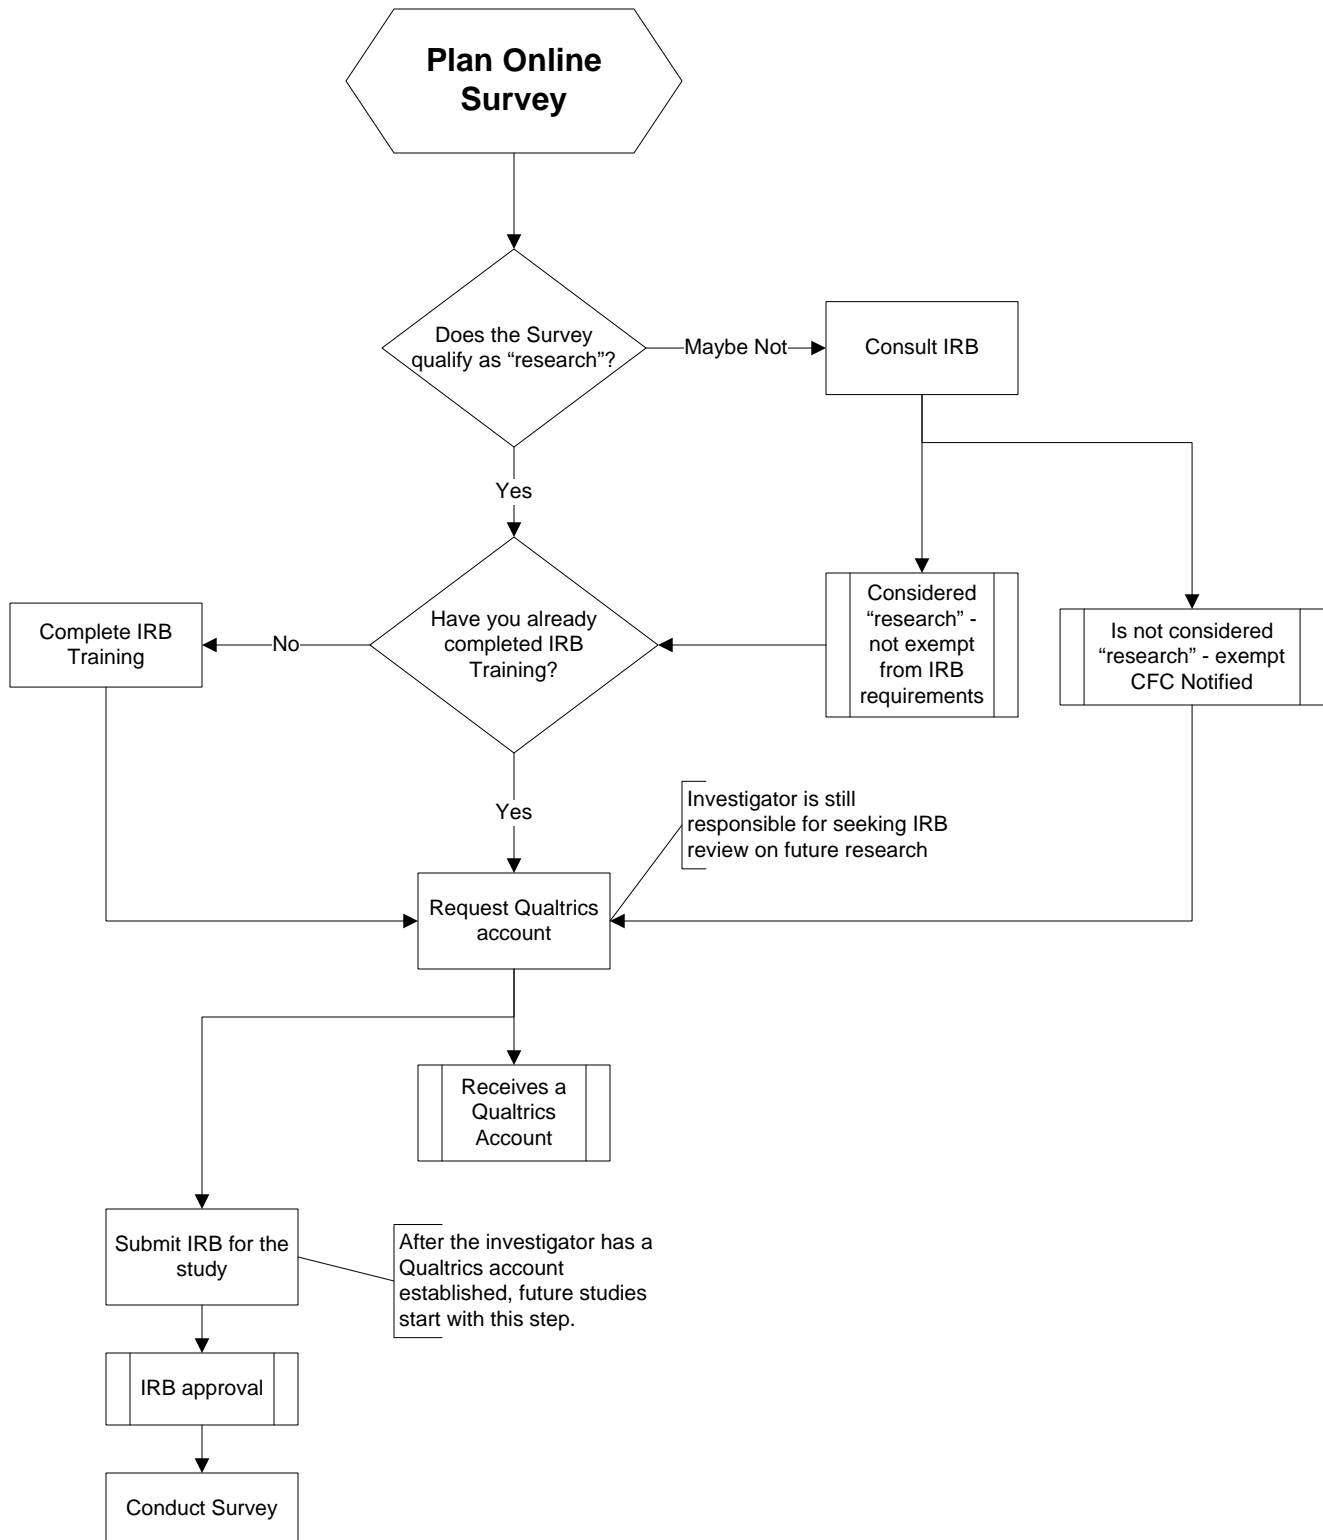 Plan Online
Survey
Does the Survey
qualify as “research”?
Maybe Not
Consult IRB
Yes
Have you already
completed IRB
Training?
No
Complete IRB
Training
Considered
“research” -
not exempt
from IRB
requirements
Is not considered
“research” - exempt
CFC Notified
Yes
Investigator is still
responsible for seeking IRB
review on future research
Request Qualtrics
account
Receives a
Qualtrics
Account
Submit IRB for the
study
After the investigator has a
Qualtrics account
established, future studies
start with this step.
IRB approval
Conduct Survey